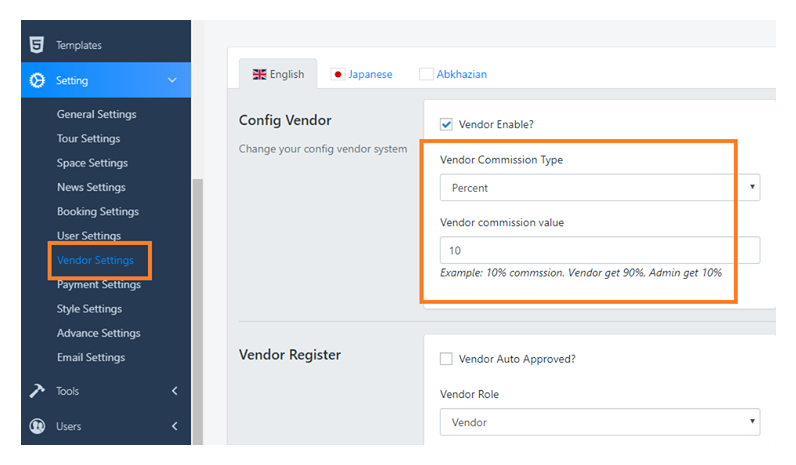 Templates
Setting
General Settings
Tour Settings
Space Settings
News Settings
Booking Settings
User Settings
Vendor Settings
Payment Settings
Style Settings
Advance Settings
Email Settings
Tools
Users
English
Japanese
Abkhazian
Config Vendor
Change your config vendor system
Vendor Enable?
Vendor Commission Type
Percent
Vendor commission value
10
Example: 10% commssion. Vendor get 90%, Admin get 10%
Vendor Register
Vendor Auto Approved?
Vendor Role
Vendor